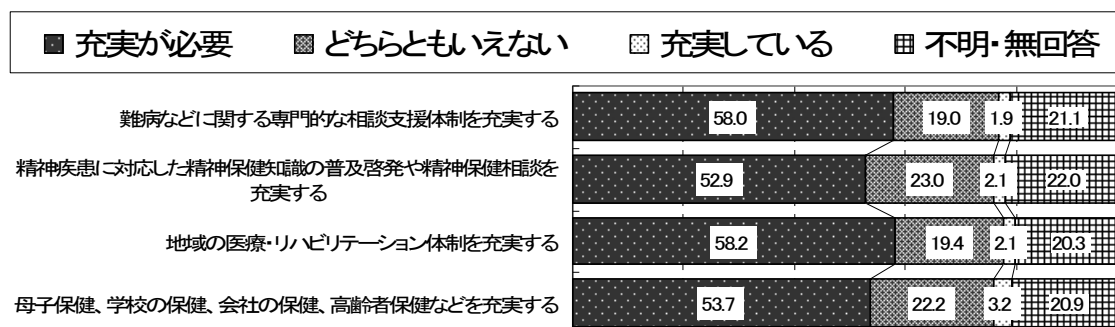 充実が必要 どちらともいえない 充実している 不明・無回答
難病などに関する専門的な相談支援体制を充実する 58.0 19.0 1.9 21.1
精神疾患に対応した精神保健知識の普及啓発や精神保健相談を
充実する 52.9 23.0 2.1 22.0
地域の医療・リハビリテーション体制を充実する 58.2 19.4 2.1 20.3
母子保健、学校の保健、会社の保健、高齢者保健などを充実する 53.7 22.2 3.2 20.9